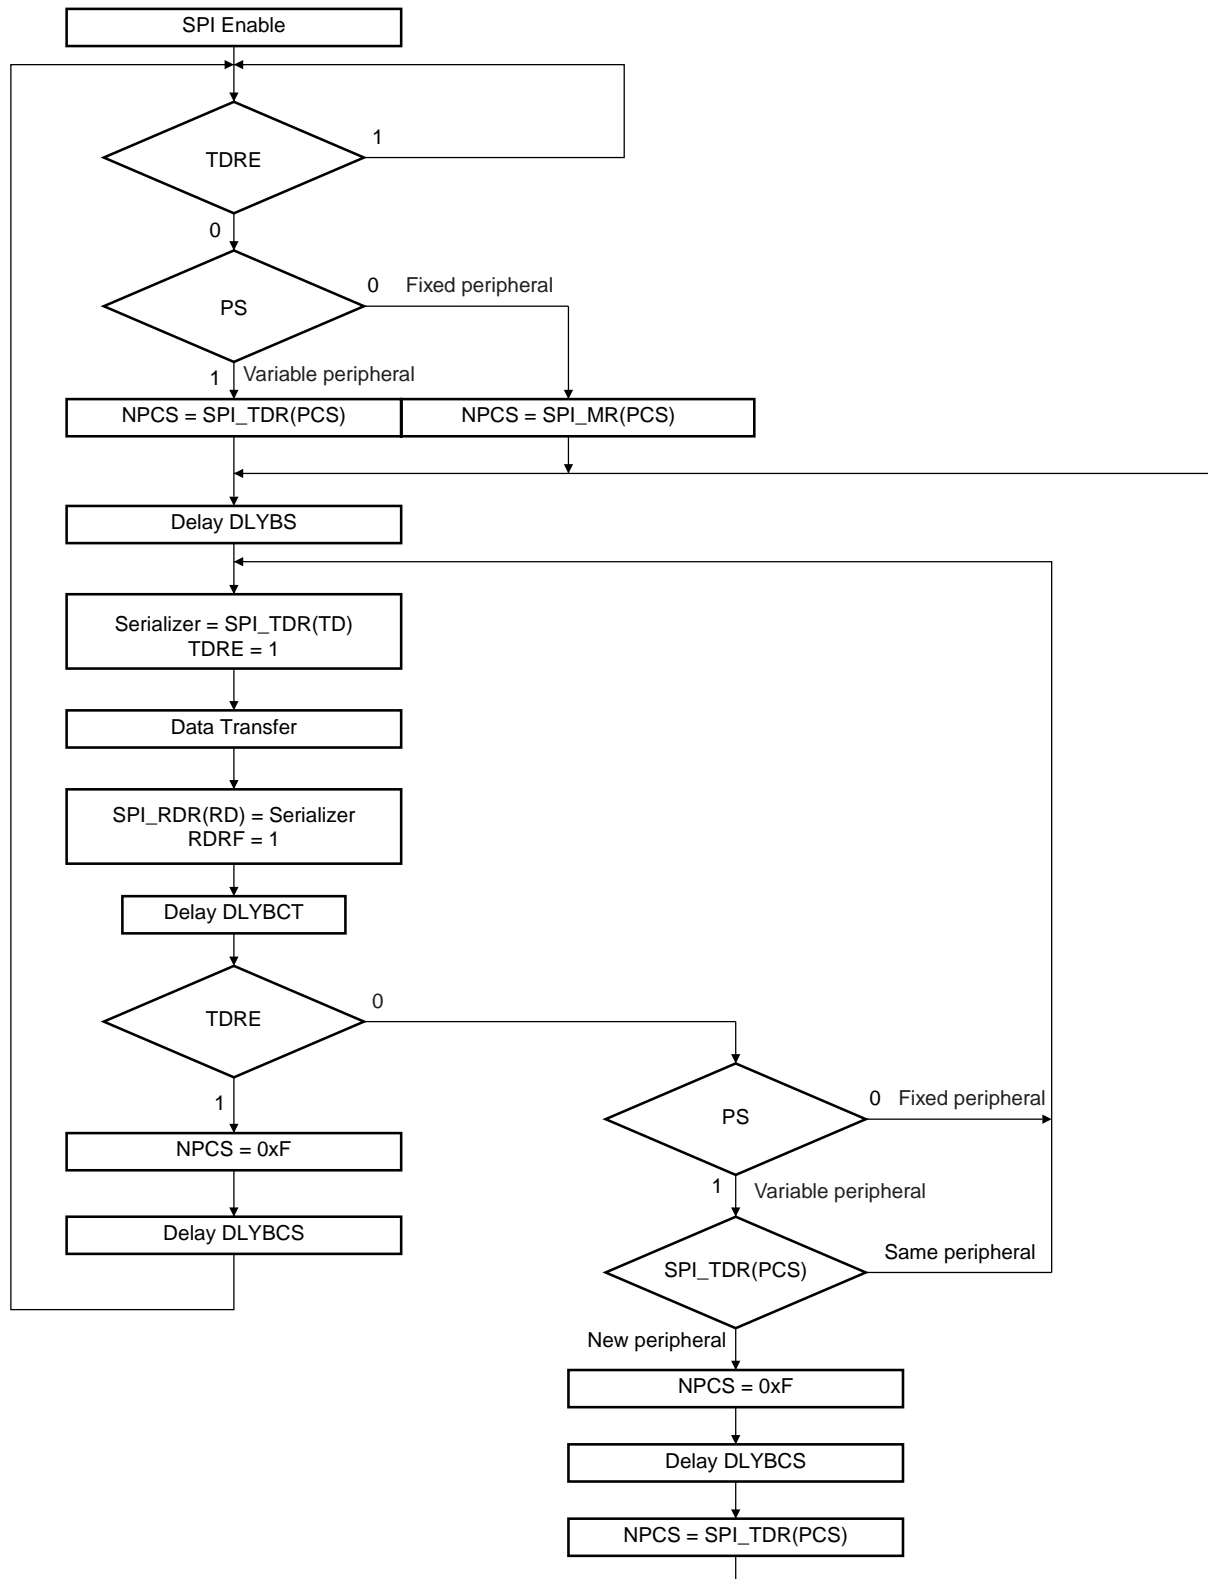 SPI Enable
TDRE
1
0
PS
0 Fixed peripheral
1 Variable peripheral
NPCS = SPI_TDR(PCS)
NPCS = SPI_MR(PCS)
Delay DLYBS
Serializer = SPI_TDR(TD)
TDRE = 1
Data Transfer
SPI_RDR(RD) = Serializer
RDRF = 1
Delay DLYBCT
TDRE
0
1
NPCS = 0xF
Delay DLYBCS
PS
0 Fixed peripheral
1 Variable peripheral
SPI_TDR(PCS)
Same peripheral
New peripheral
NPCS = 0xF
Delay DLYBCS
NPCS = SPI_TDR(PCS)